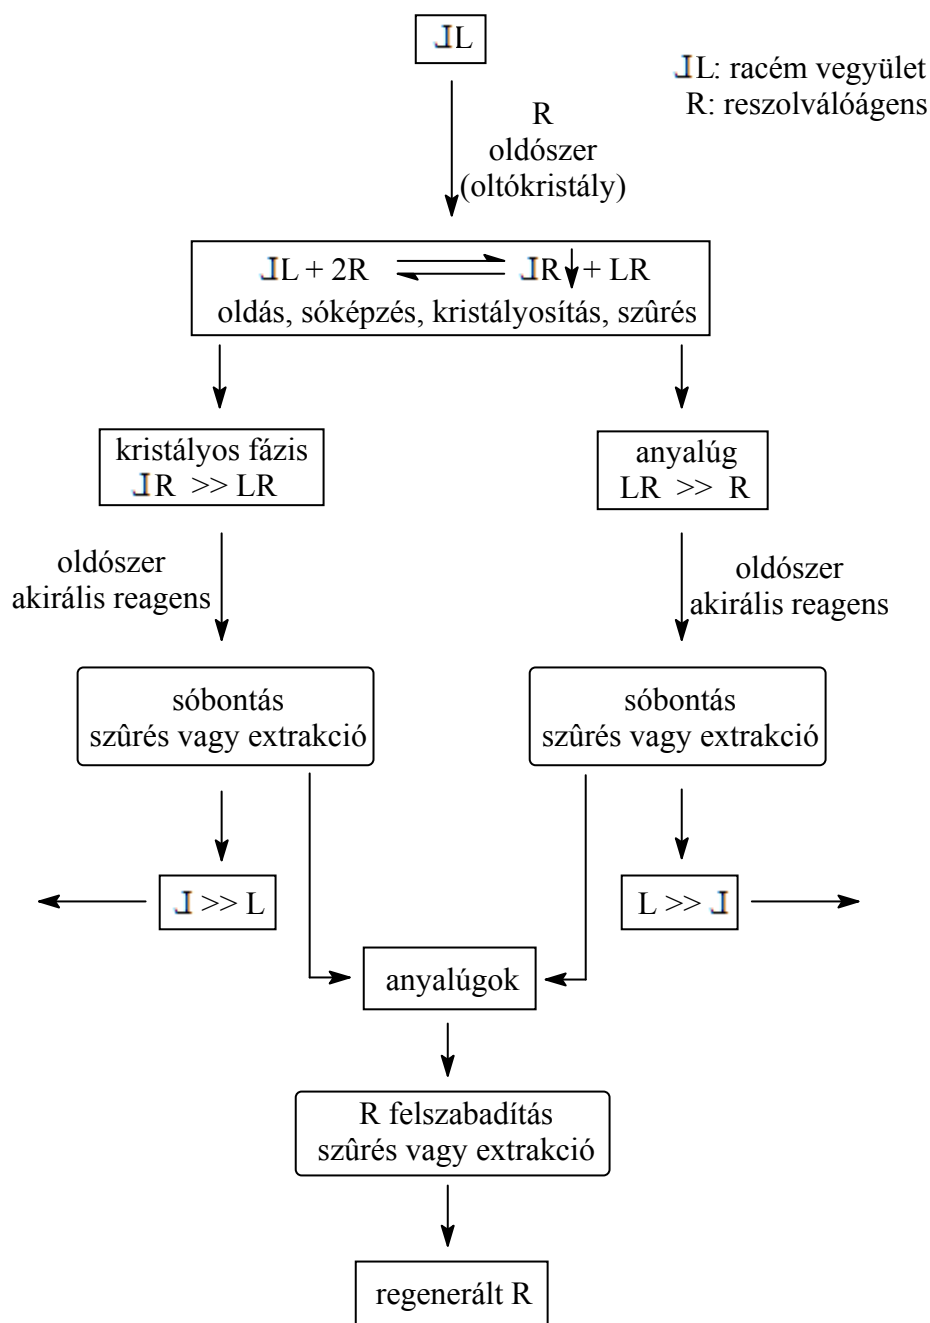 ⅃L
⅃L: racém vegyület
R: reszolválóágens
R
oldószer
(oltókristály)
⅃L + 2R ⇌ ⅃R↓ + LR
oldás, sóképzés, kristályosítás, szûrés
kristályos fázis
⅃R >> LR
anyalúg
LR >> R
oldószer
akirális reagens
oldószer
akirális reagens
sóbontás
szûrés vagy extrakció
sóbontás
szûrés vagy extrakció
⅃ >> L
L >> ⅃
anyalúgok
R felszabadítás
szûrés vagy extrakció
regenerált R